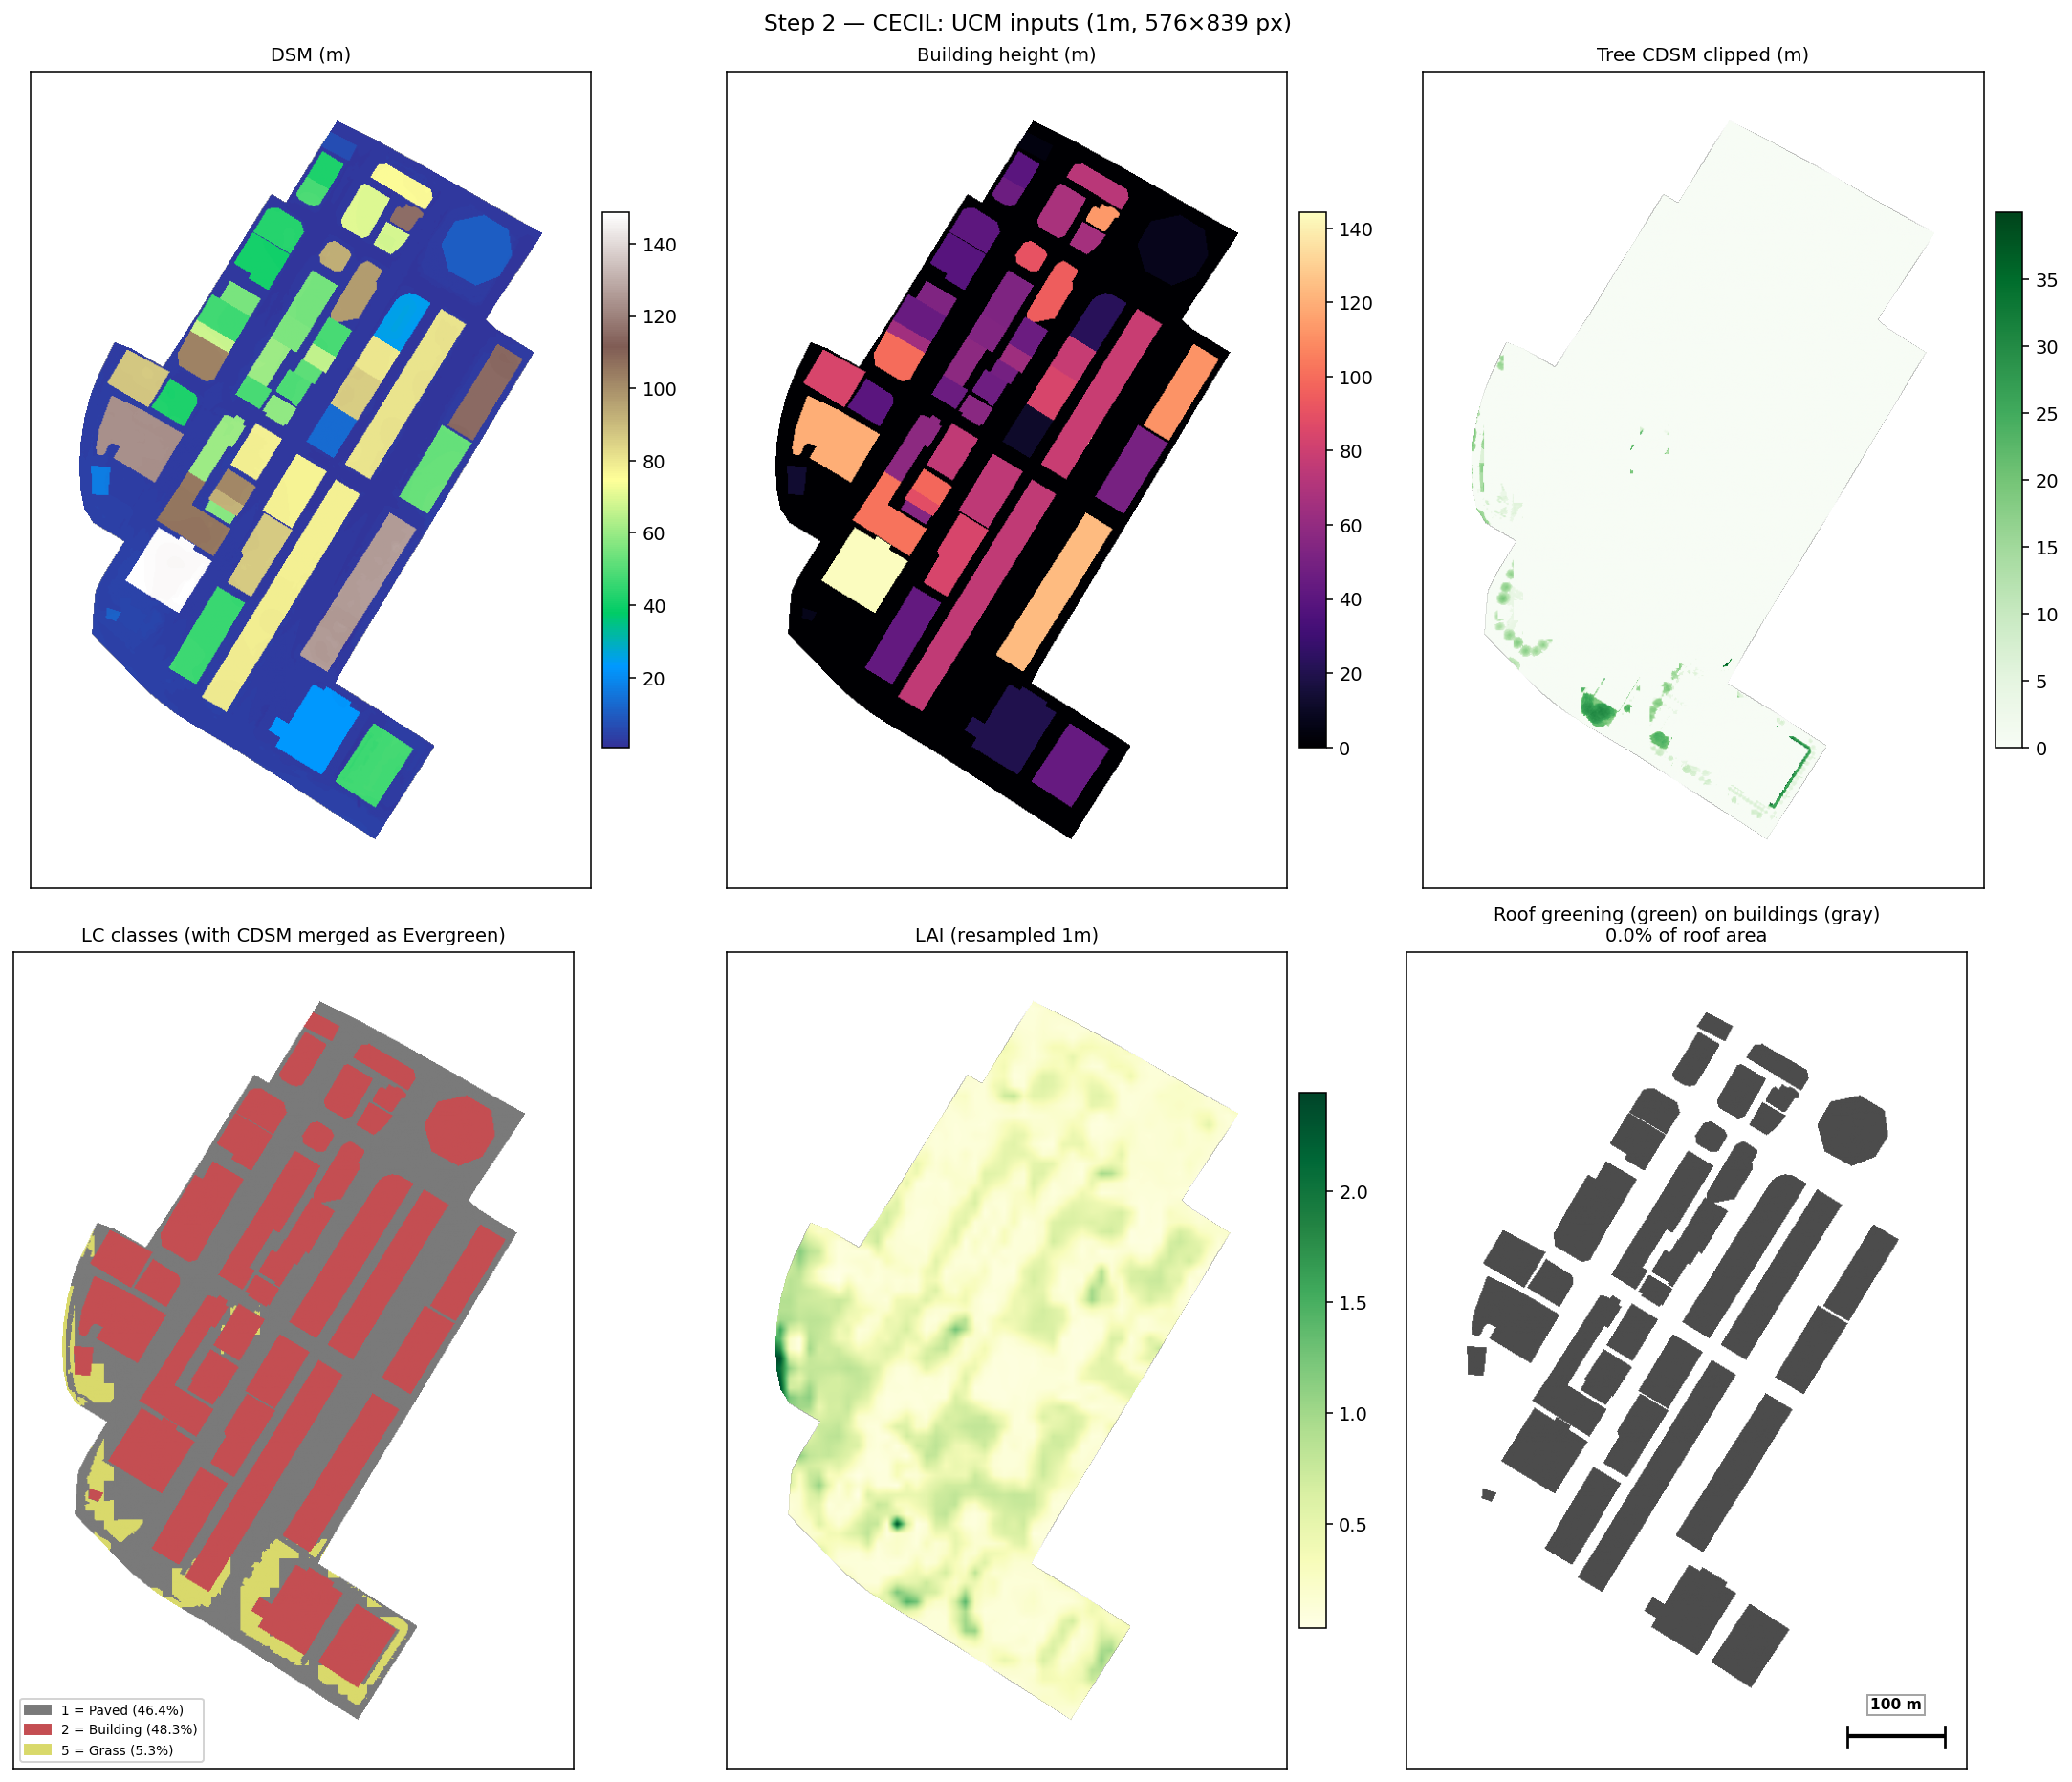 Step 2 — CECIL: UCM inputs (1m, 576×839 px)
DSM (m)
140
120
100
80
60
40
20
Building height (m)
140
120
100
80
60
40
20
0
Tree CDSM clipped (m)
35
30
25
20
15
10
5
0
LC classes (with CDSM merged as Evergreen)
1 = Paved (46.4%)
2 = Building (48.3%)
5 = Grass (5.3%)
LAI (resampled 1m)
2.0
1.5
1.0
0.5
Roof greening (green) on buildings (gray)
0.0% of roof area
100 m